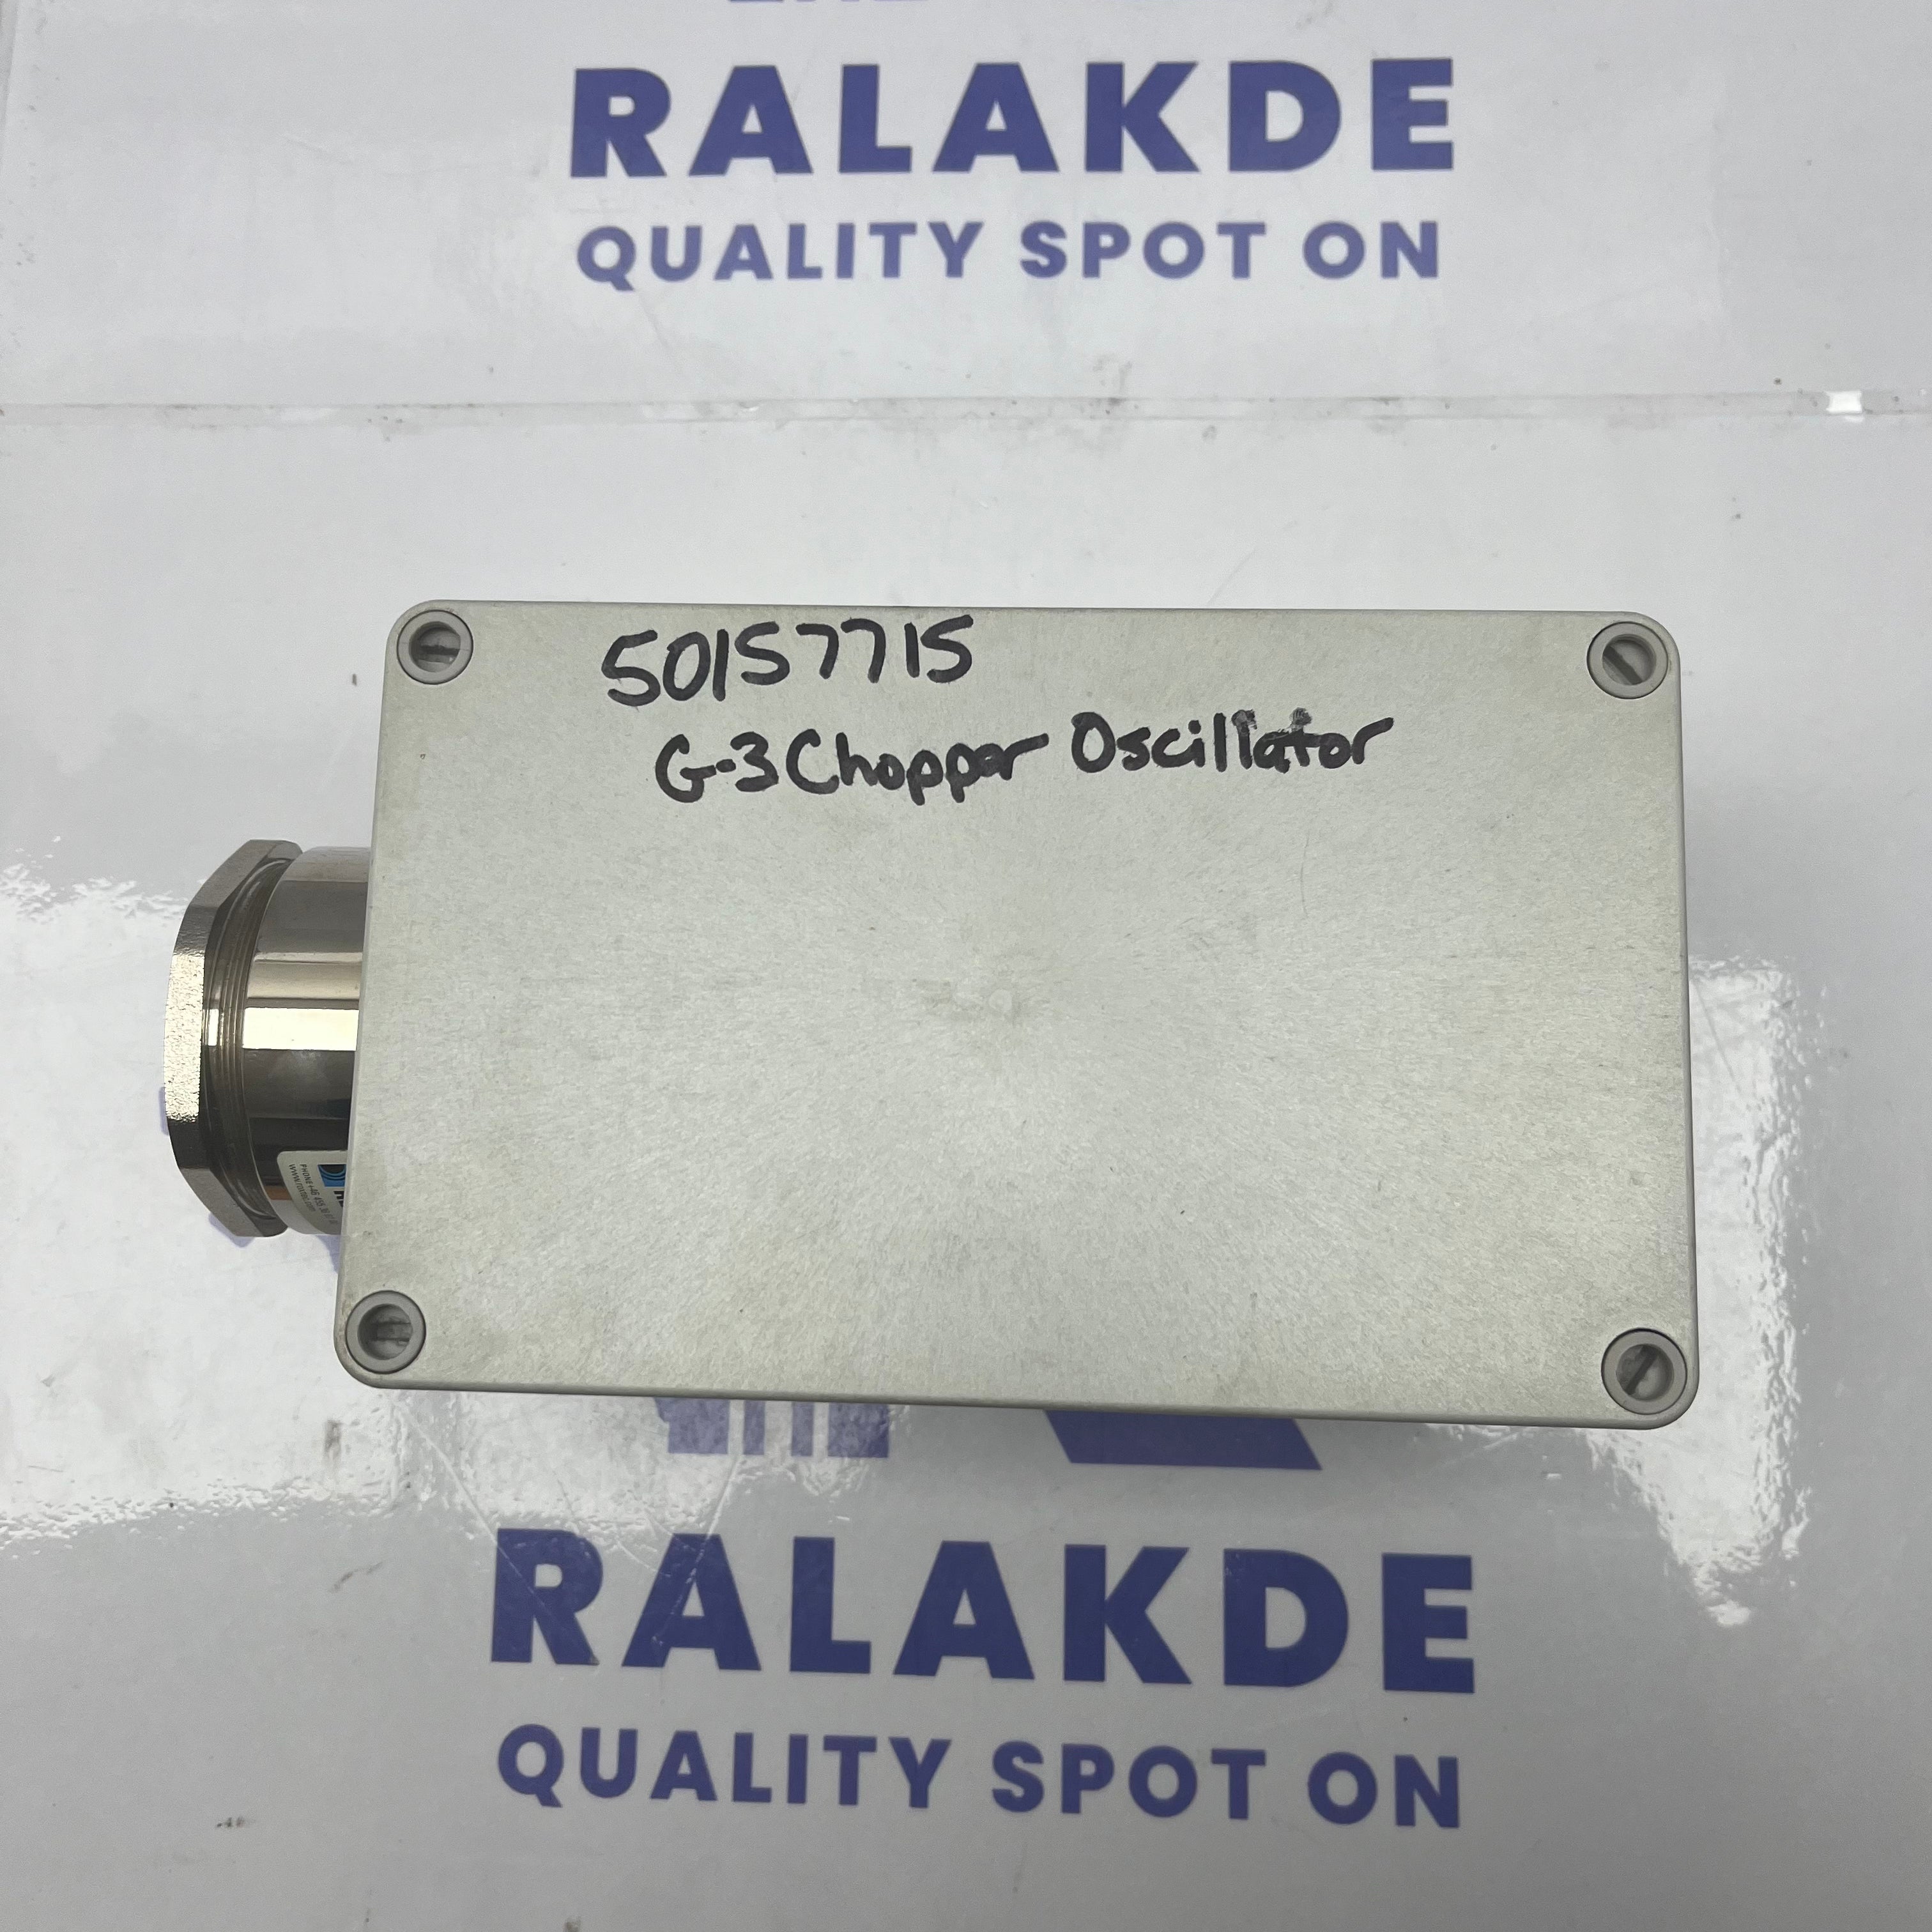 RALAKDE
QUALITY SPOT ON
50157715
G-3 Chopper Oscillator
RALAKDE
QUALITY SPOT ON